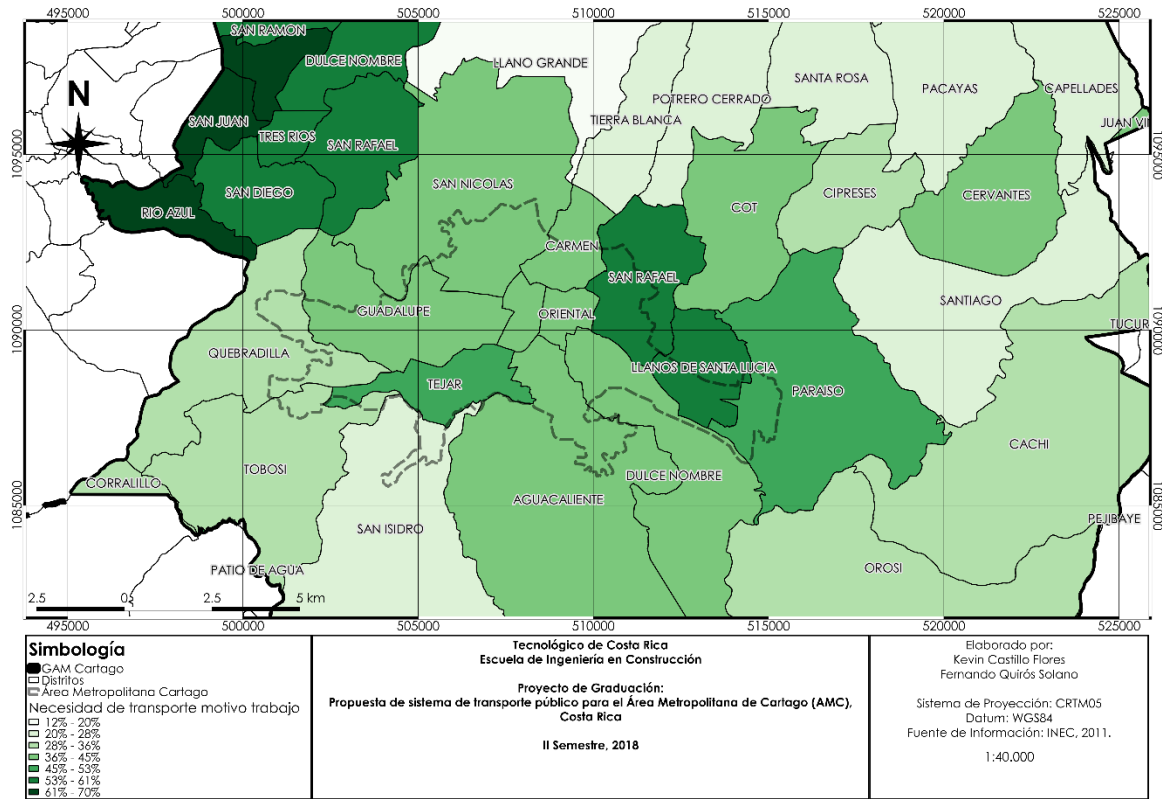 495000 500000 505000 510000 515000 520000 525000
SAN RAMON
DULCE NOMBRE
LLANO GRANDE
SANTA ROSA
PACAYAS
CAPELLADES
POTRERO CERRADO
N
SAN JUAN
TIERRA BLANCA
JUAN VI
TRES RIOS
SAN RAFAEL
1095000 1095000
SAN NICOLAS
SAN DIEGO
CIPRESES
CERVANTES
RIO AZUL
COT
CARMEN
SAN RAFAEL
SANTIAGO
GUADALUPE
ORIENTAL
TUCUR
1090000 1090000
QUEBRADILLA
LLANOS DE SANTA LUCIA
TEJAR
PARAISO
CACHI
TOBOSI
DULCE NOMBRE
CORRALILLO
AGUACALIENTE
1085000 1085000
PEJIBAYE
SAN ISIDRO
OROSI
PATIO DE AGUA
2.5 0 2.5 5 km
495000 500000 505000 510000 515000 520000 525000
Simbología
GAM Cartago
Distritos
Área Metropolitana Cartago
Necesidad de transporte motivo trabajo
12% - 20%
20% - 28%
28% - 36%
36% - 45%
45% - 53%
53% - 61%
61% - 70%
Tecnológico de Costa Rica
Escuela de Ingeniería en Construcción
Proyecto de Graduación:
Propuesta de sistema de transporte público para el Área Metropolitana de Cartago (AMC),
Costa Rica
II Semestre, 2018
Elaborado por:
Kevin Castillo Flores
Fernando Quirós Solano
Sistema de Proyección: CRTM05
Datum: WGS84
Fuente de Información: INEC, 2011.
1:40.000